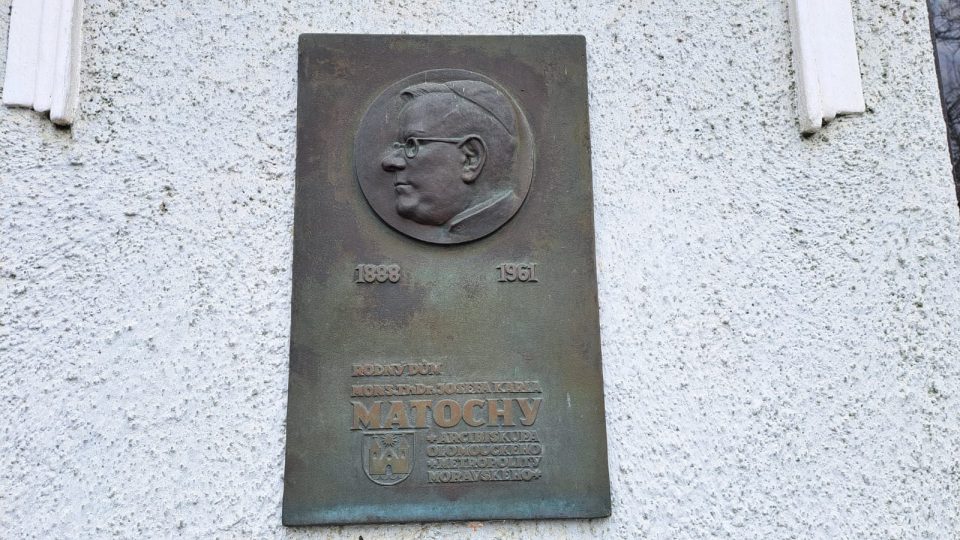 1888 1961
RODNÝ DŮM
MONS. THDR. JOSEFA KARLA
MATOCHY
+ARCIBISKUPA
OLOMOUCKÉHO
+METROPOLITY
MORAVSKÉHO+